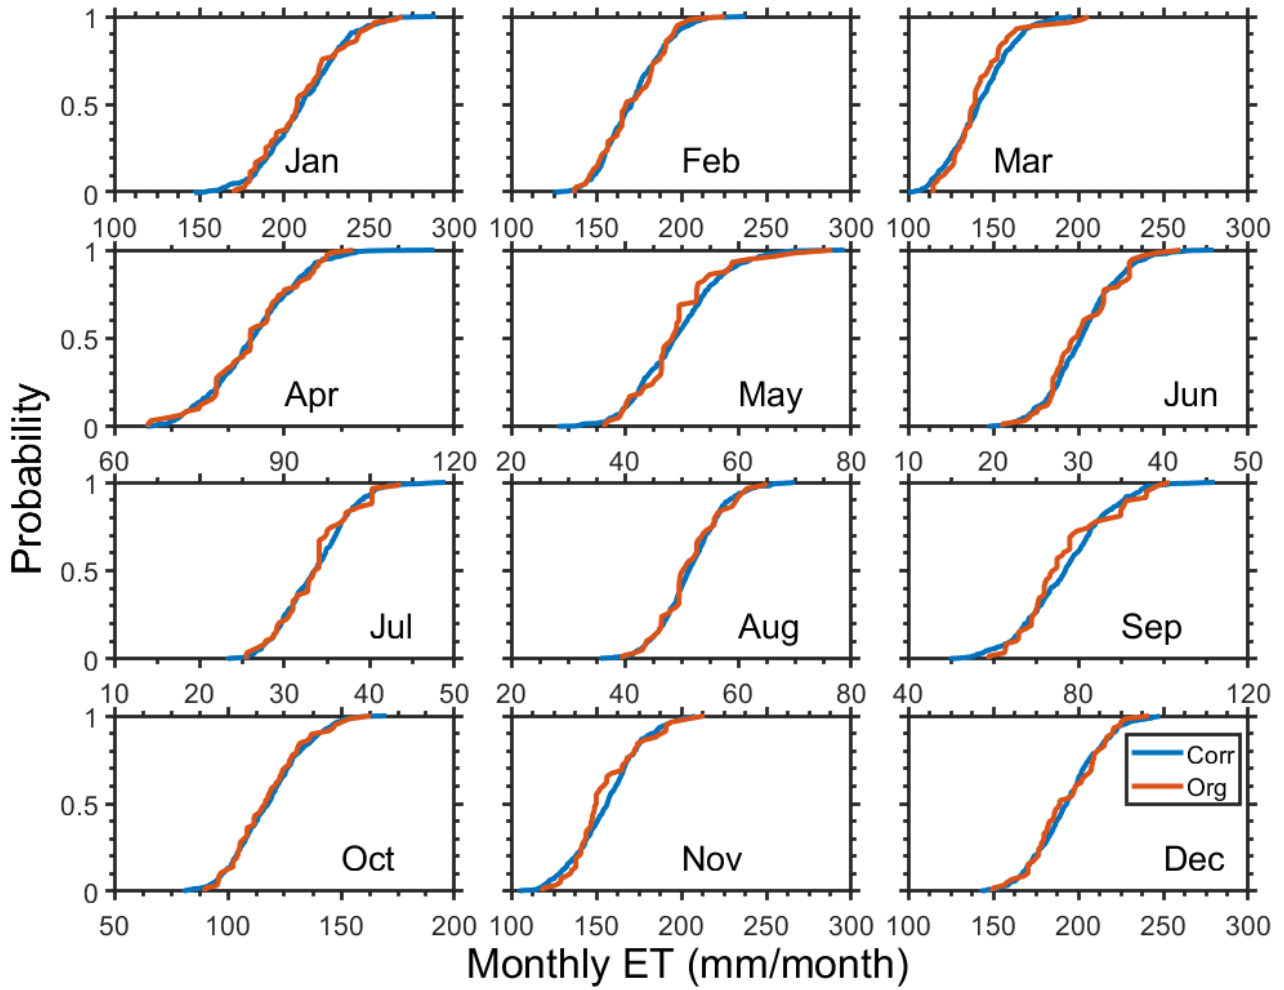 1
0.5
0
Jan
Feb
Mar
100 150 200 250 300
100 150 200 250 300
100 150 200 250 300
1
0.5
0
Apr
May
Jun
60 90 120
20 40 60 80
10 20 30 40 50
1
0.5
0
Jul
Aug
Sep
10 20 30 40 50
20 40 60 80
40 80 120
1
0.5
0
Oct
Nov
Dec
Corr
Org
50 100 150 200
100 150 200 250 300
100 150 200 250 300
Probability
Monthly ET (mm/month)